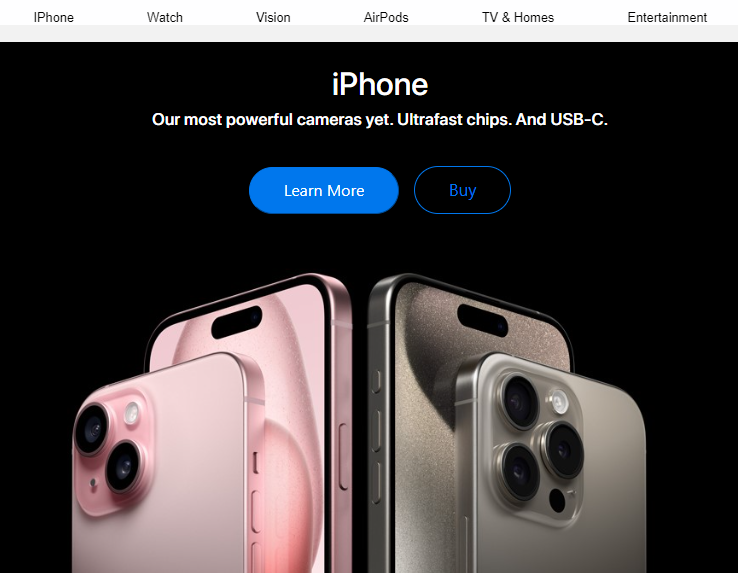 IPhone Watch Vision AirPods TV & Homes Entertainment
iPhone
Our most powerful cameras yet. Ultrafast chips. And USB-C.
Learn More Buy